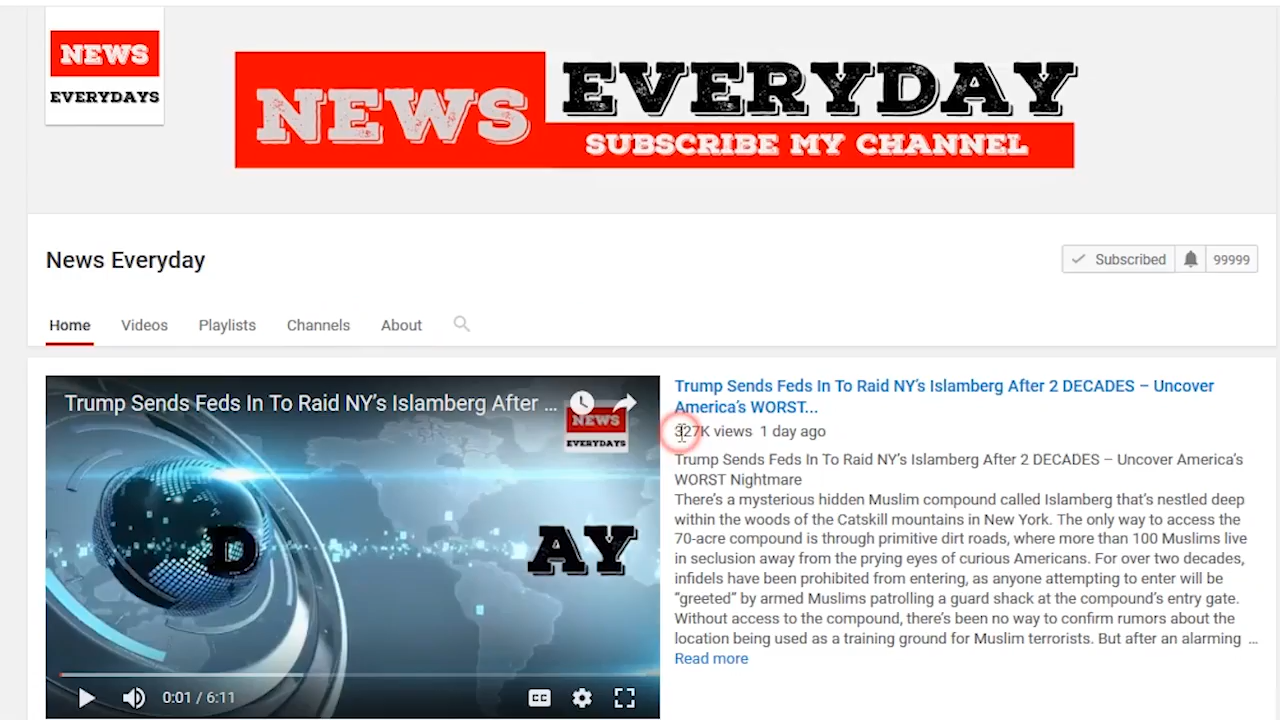 NEWS
EVERYDAYS
NEWS
EVERYDAY
SUBSCRIBE MY CHANNEL
News Everyday
Subscribed
99999
Home
Videos
Playlists
Channels
About
Trump Sends Feds In To Raid NY's Islamberg After ...
NEWS
EVERYDAYS
D
AY
0:01 / 6:11
CC
Trump Sends Feds In To Raid NY's Islamberg After 2 DECADES – Uncover
America's WORST...
327K views 1 day ago
Trump Sends Feds In To Raid NY's Islamberg After 2 DECADES – Uncover America's
WORST Nightmare
There's a mysterious hidden Muslim compound called Islamberg that's nestled deep
within the woods of the Catskill mountains in New York. The only way to access the
70-acre compound is through primitive dirt roads, where more than 100 Muslims live
in seclusion away from the prying eyes of curious Americans. For over two decades,
infidels have been prohibited from entering, as anyone attempting to enter will be
“greeted” by armed Muslims patrolling a guard shack at the compound's entry gate.
Without access to the compound, there's been no way to confirm rumors about the
location being used as a training ground for Muslim terrorists. But after an alarming ...
Read more